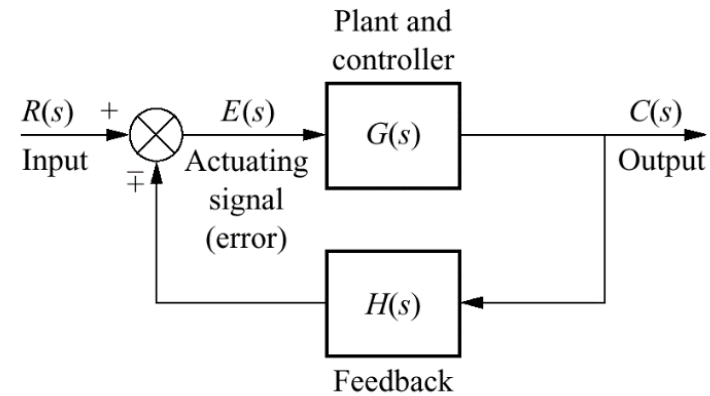 Plant and
controller
R(s) +
E(s)
G(s)
C(s)
Input
∓
Actuating
signal
(error)
Output
H(s)
Feedback